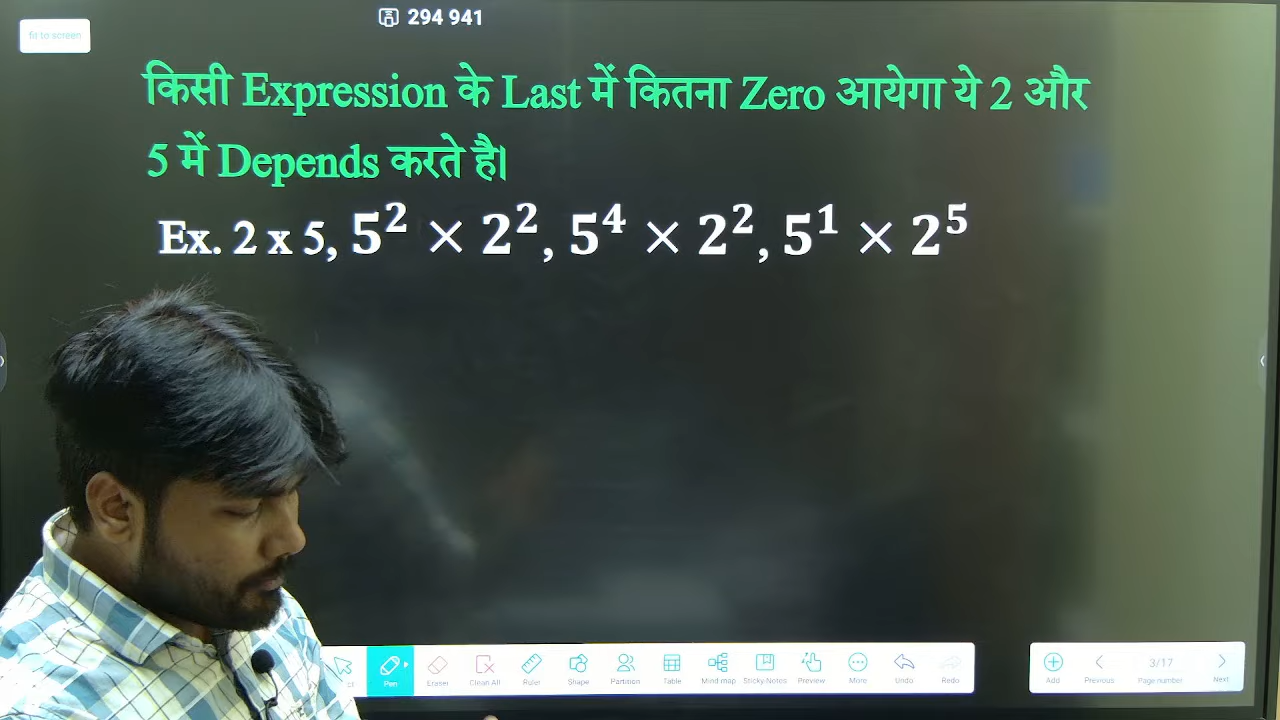 294 941
fit to screen
किसी Expression के Last में कितना Zero आयेगा ये 2 और
5 में Depends करते है।
Ex. 2 x 5, 5² × 2², 5⁴ × 2², 5¹ × 2⁵
Pen Eraser Clean All Ruler Shape Partition Table Mind map Sticky-Notes Preview More Undo Redo
Add Previous 3/17 Page number Next